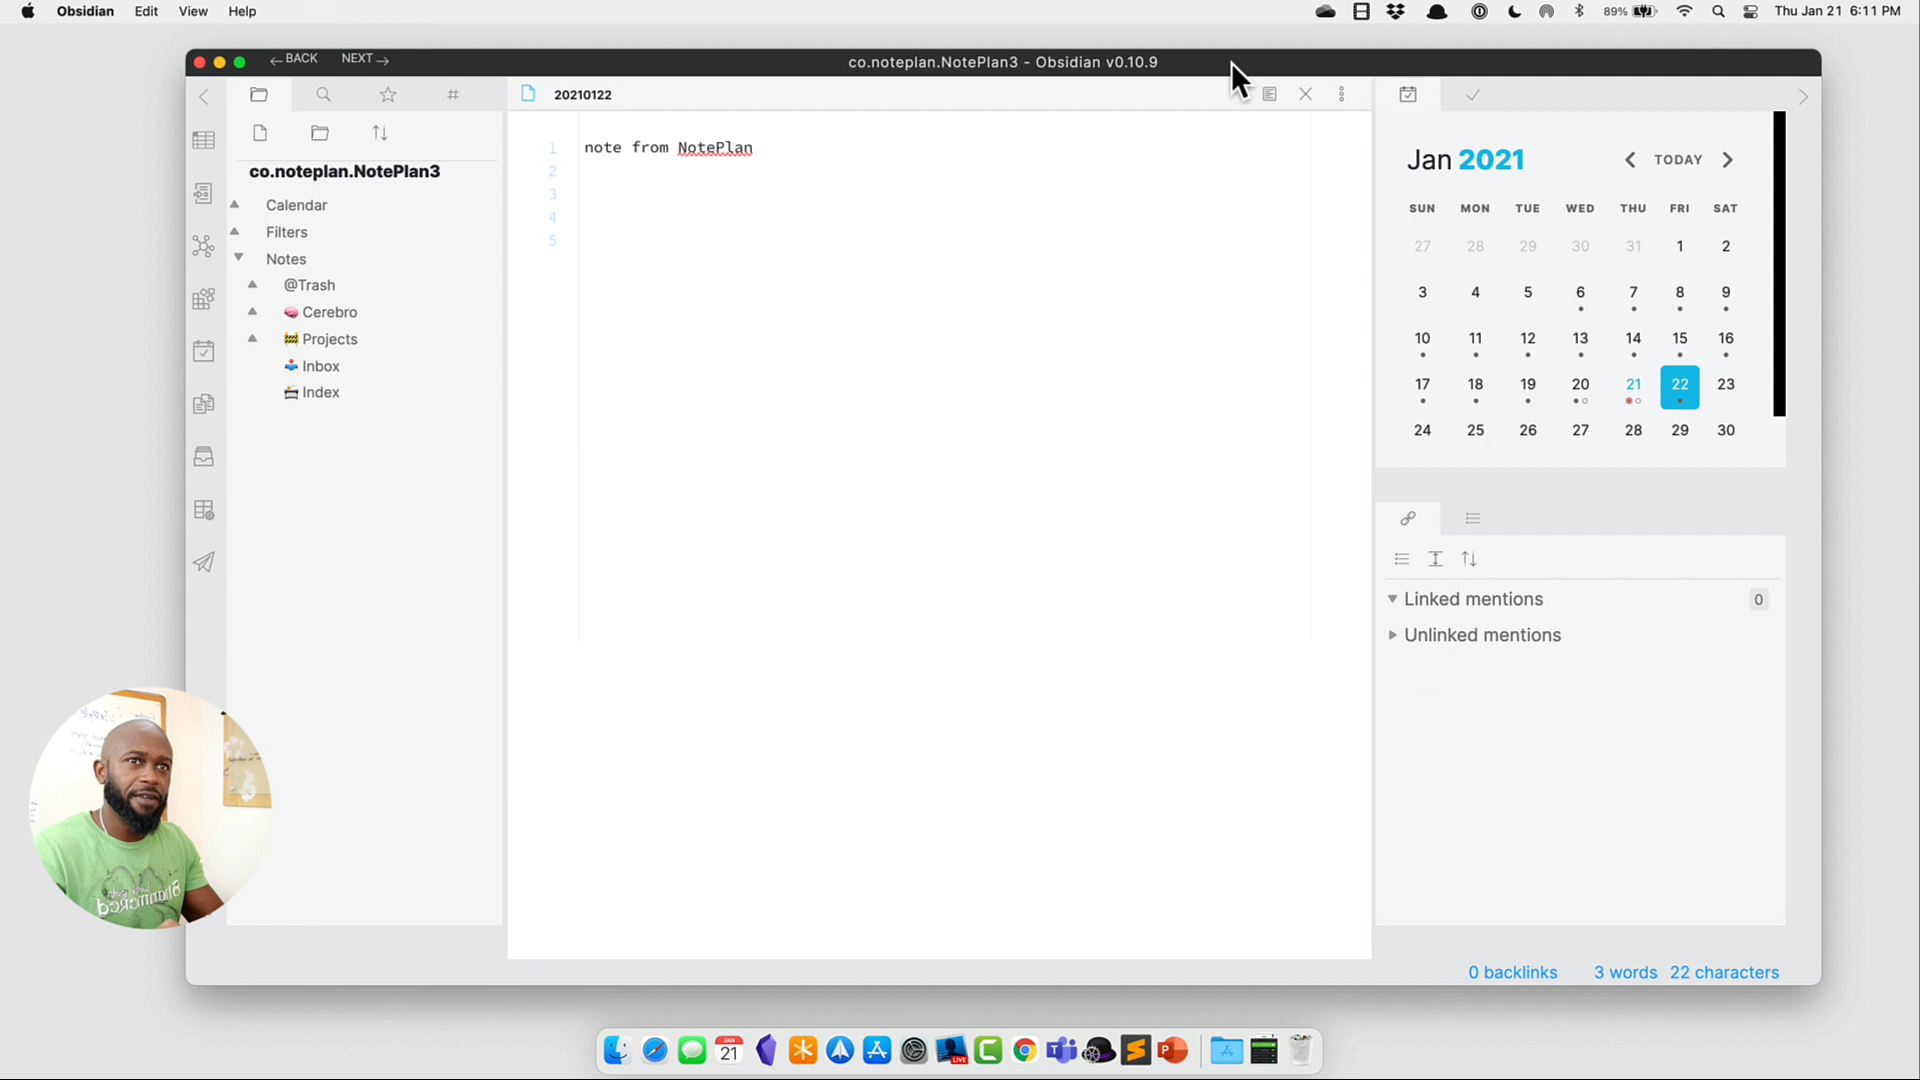 Obsidian Edit View Help
89% Thu Jan 21 6:11 PM
← BACK NEXT →
co.noteplan.NotePlan3 - Obsidian v0.10.9
20210122
co.noteplan.NotePlan3
Calendar
Filters
Notes
@Trash
Cerebro
Projects
Inbox
Index
1 note from NotePlan
2
3
4
5
Jan 2021
TODAY
SUN MON TUE WED THU FRI SAT
27 28 29 30 31 1 2
3 4 5 6 7 8 9
10 11 12 13 14 15 16
17 18 19 20 21 22 23
24 25 26 27 28 29 30
Linked mentions 0
Unlinked mentions
0 backlinks 3 words 22 characters
JAN
21
LIVE